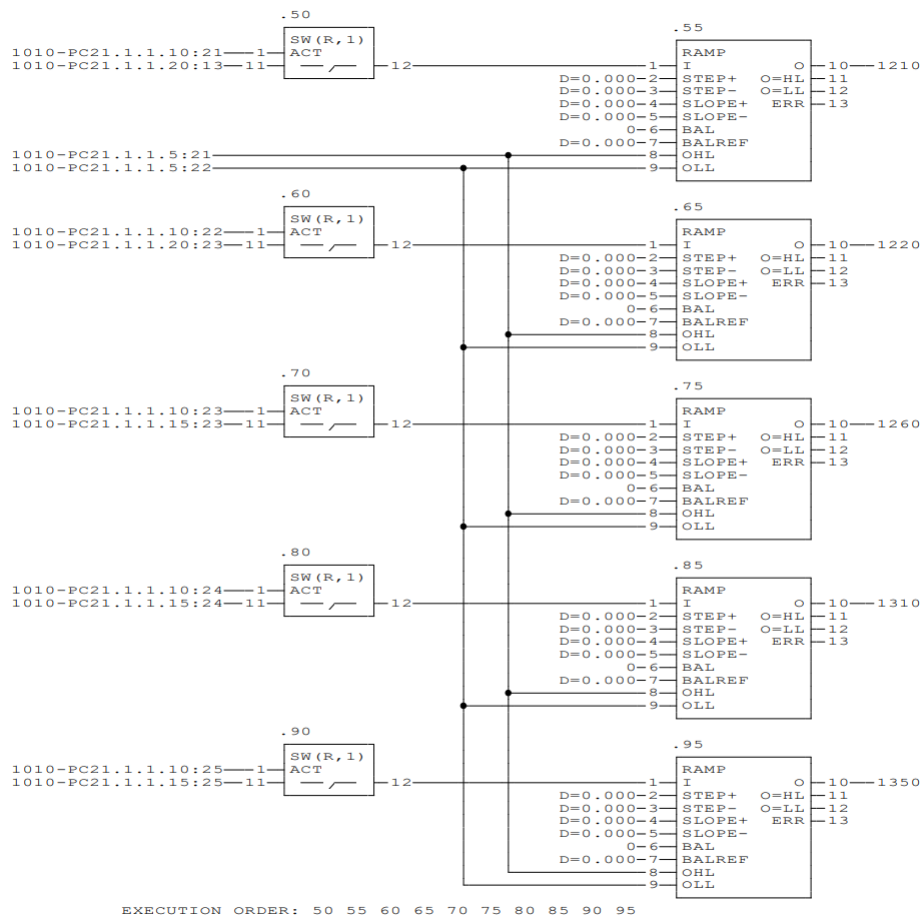 .50
SW(R,1)
1010-PC21.1.1.10:21 1 ACT
1010-PC21.1.1.20:13 11 12
.55
RAMP
1 I O 10 1210
D=0.000 2 STEP+ O=HL 11
D=0.000 3 STEP- O=LL 12
D=0.000 4 SLOPE+ ERR 13
D=0.000 5 SLOPE-
0 6 BAL
D=0.000 7 BALREF
1010-PC21.1.1.5:21 8 OHL
1010-PC21.1.1.5:22 9 OLL
.60
SW(R,1)
1010-PC21.1.1.10:22 1 ACT
1010-PC21.1.1.20:23 11 12
.65
RAMP
1 I O 10 1220
D=0.000 2 STEP+ O=HL 11
D=0.000 3 STEP- O=LL 12
D=0.000 4 SLOPE+ ERR 13
D=0.000 5 SLOPE-
0 6 BAL
D=0.000 7 BALREF
8 OHL
9 OLL
.70
SW(R,1)
1010-PC21.1.1.10:23 1 ACT
1010-PC21.1.1.15:23 11 12
.75
RAMP
1 I O 10 1260
D=0.000 2 STEP+ O=HL 11
D=0.000 3 STEP- O=LL 12
D=0.000 4 SLOPE+ ERR 13
D=0.000 5 SLOPE-
0 6 BAL
D=0.000 7 BALREF
8 OHL
9 OLL
.80
SW(R,1)
1010-PC21.1.1.10:24 1 ACT
1010-PC21.1.1.15:24 11 12
.85
RAMP
1 I O 10 1310
D=0.000 2 STEP+ O=HL 11
D=0.000 3 STEP- O=LL 12
D=0.000 4 SLOPE+ ERR 13
D=0.000 5 SLOPE-
0 6 BAL
D=0.000 7 BALREF
8 OHL
9 OLL
.90
SW(R,1)
1010-PC21.1.1.10:25 1 ACT
1010-PC21.1.1.15:25 11 12
.95
RAMP
1 I O 10 1350
D=0.000 2 STEP+ O=HL 11
D=0.000 3 STEP- O=LL 12
D=0.000 4 SLOPE+ ERR 13
D=0.000 5 SLOPE-
0 6 BAL
D=0.000 7 BALREF
8 OHL
9 OLL
EXECUTION ORDER: 50 55 60 65 70 75 80 85 90 95